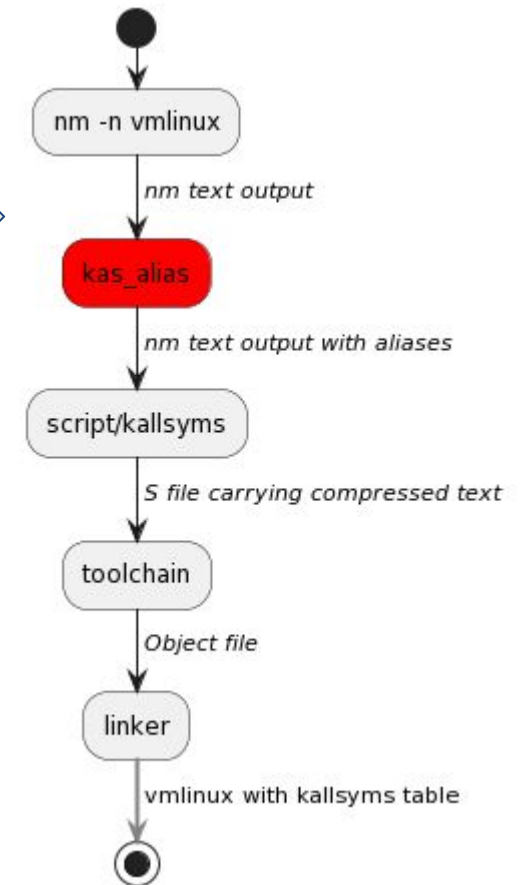 nm -n vmlinux
nm text output
kas_alias
nm text output with aliases
script/kallsyms
S file carrying compressed text
toolchain
Object file
linker
vmlinux with kallsyms table